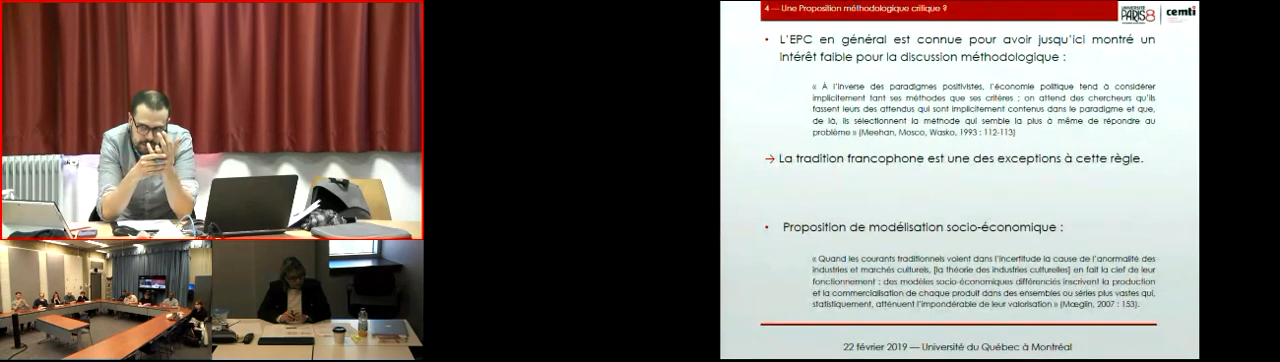 4 — Une Proposition méthodologique critique ?
UNIVERSITÉ
PARIS 8
cemti
• L'EPC en général est connue pour avoir jusqu'ici montré un
intérêt faible pour la discussion méthodologique :
« À l'inverse des paradigmes positivistes, l'économie politique tend à considérer
implicitement tant ses méthodes que ses critères ; on attend des chercheurs qu'ils
fassent leurs des attendus qui sont implicitement contenus dans le paradigme et que,
de là, ils sélectionnent la méthode qui semble la plus à même de répondre au
problème » (Meehan, Mosco, Wasko, 1993 : 112-113)
→ La tradition francophone est une des exceptions à cette règle.
• Proposition de modélisation socio-économique :
« Quand les courants traditionnels voient dans l'incertitude la cause de l'anormalité des
industries et marchés culturels, [la théorie des industries culturelles] en fait la clef de leur
fonctionnement : des modèles socio-économiques différenciés inscrivent la production
et la commercialisation de chaque produit dans des ensembles ou séries plus vastes qui,
statistiquement, atténuent l'impondérable de leur valorisation » (Mœglin, 2007 : 153).
22 février 2019 — Université du Québec à Montréal